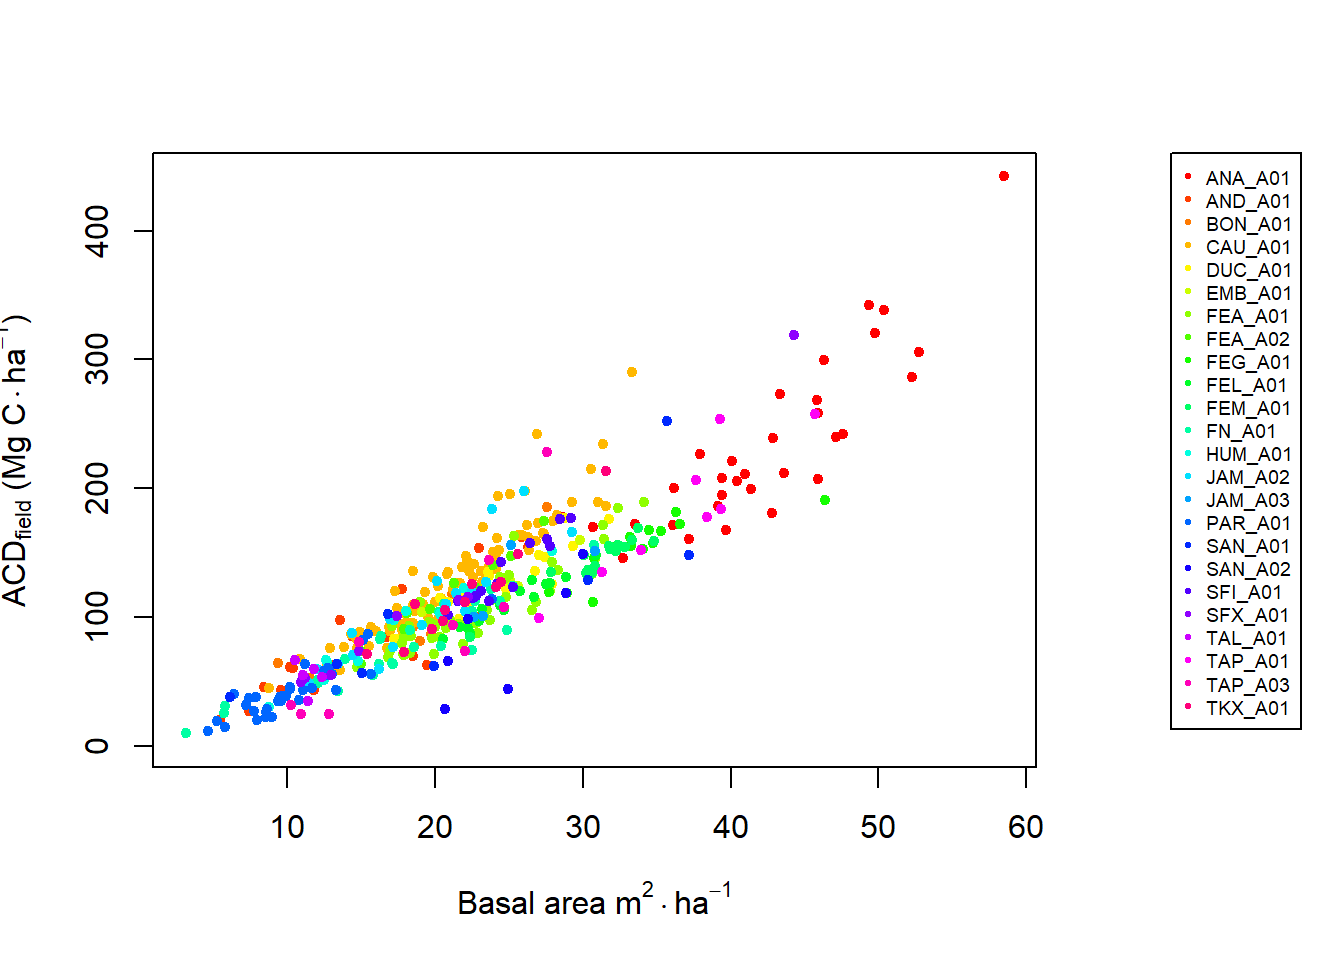 ACD_field (Mg C · ha⁻¹)
400
300
200
100
0
10 20 30 40 50 60
Basal area m² · ha⁻¹
ANA_A01
AND_A01
BON_A01
CAU_A01
DUC_A01
EMB_A01
FEA_A01
FEA_A02
FEG_A01
FEL_A01
FEM_A01
FN_A01
HUM_A01
JAM_A02
JAM_A03
PAR_A01
SAN_A01
SAN_A02
SFI_A01
SFX_A01
TAL_A01
TAP_A01
TAP_A03
TKX_A01